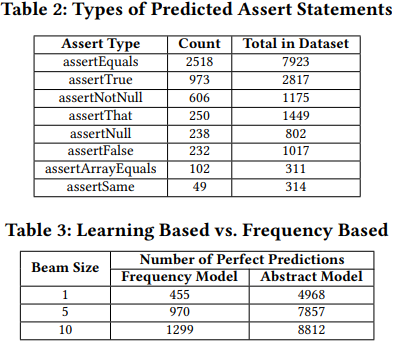 Table 2: Types of Predicted Assert Statements
Assert Type Count Total in Dataset
assertEquals 2518 7923
assertTrue 973 2817
assertNotNull 606 1175
assertThat 250 1449
assertNull 238 802
assertFalse 232 1017
assertArrayEquals 102 311
assertSame 49 314
Table 3: Learning Based vs. Frequency Based
Beam Size Number of Perfect Predictions
Frequency Model Abstract Model
1 455 4968
5 970 7857
10 1299 8812